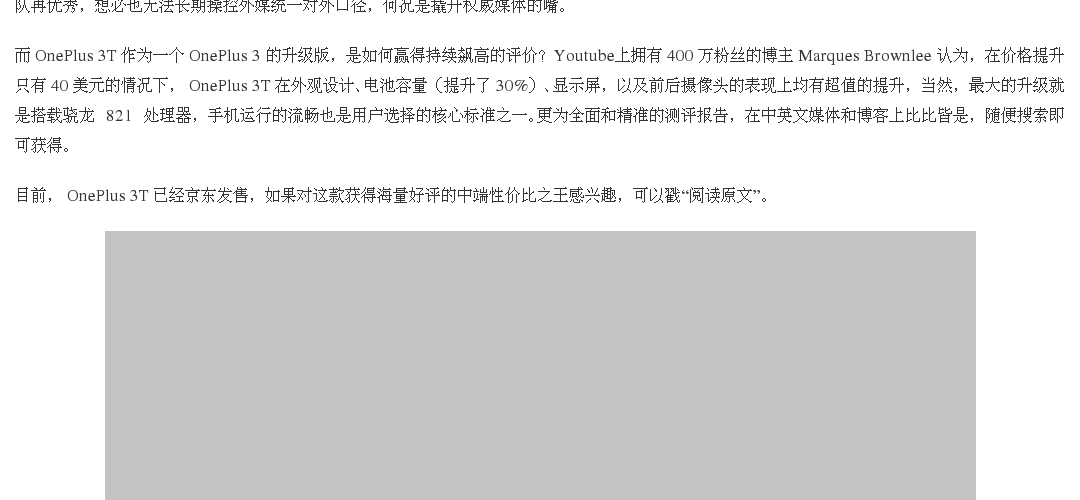 队再优秀，想必也无法长期操控外媒统一对外口径，何况是撬开权威媒体的嘴。
而 OnePlus 3T 作为一个 OnePlus 3 的升级版，是如何赢得持续飙高的评价？Youtube上拥有 400 万粉丝的博主 Marques Brownlee 认为，在价格提升
只有 40 美元的情况下， OnePlus 3T 在外观设计、电池容量（提升了 30%）、显示屏，以及前后摄像头的表现上均有超值的提升，当然，最大的升级就
是搭载骁龙 821 处理器，手机运行的流畅也是用户选择的核心标准之一。更为全面和精准的测评报告，在中英文媒体和博客上比比皆是，随便搜索即
可获得。
目前， OnePlus 3T 已经京东发售，如果对这款获得海量好评的中端性价比之王感兴趣，可以戳“阅读原文”。